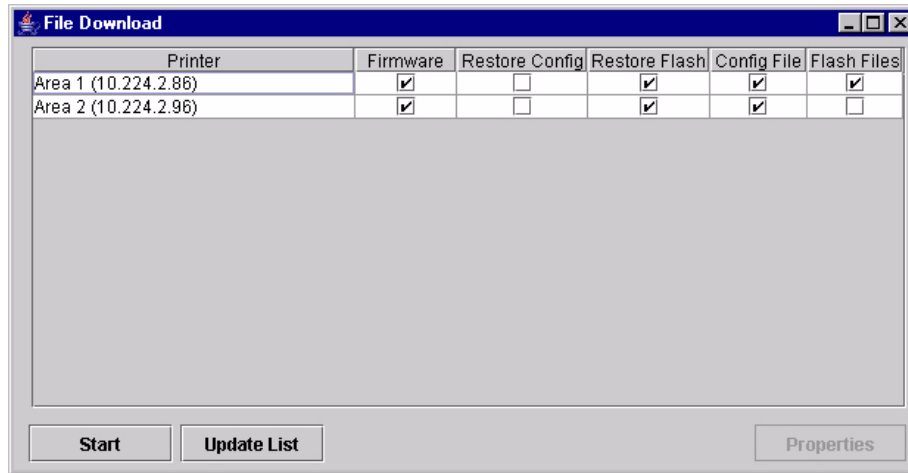 File Download
Printer Firmware Restore Config Restore Flash Config File Flash Files
Area 1 (10.224.2.86)
Area 2 (10.224.2.96)
Start Update List Properties